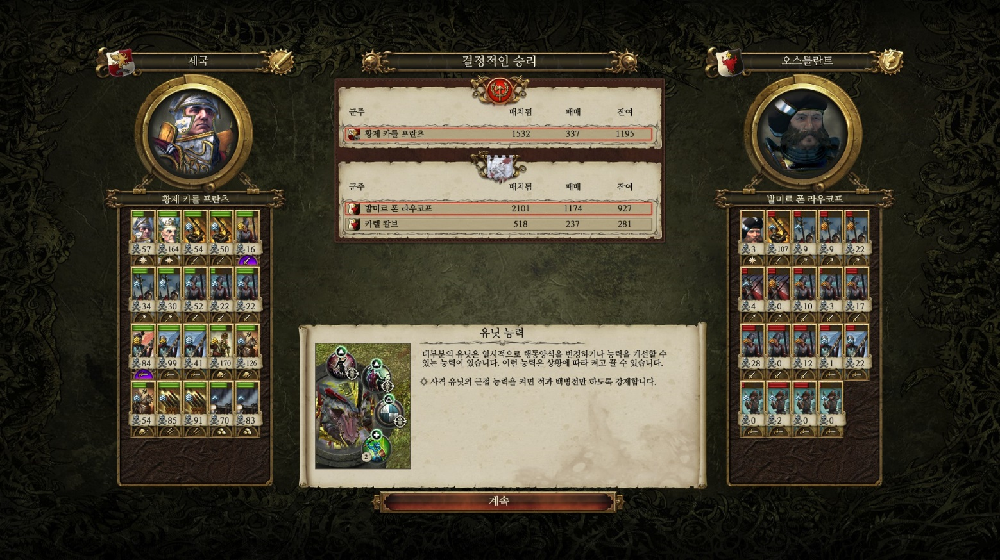 제국
결정적인 승리
오스틀란트
군주 배치됨 패배 잔여
황제 카를 프란츠 1532 337 1195
군주 배치됨 패배 잔여
발미르 폰 라우코프 2101 1174 927
카렐 칼브 518 237 281
황제 카를 프란츠
57 164 54 50 16
34 30 52 22 22
84 99 41 170 126
54 85 91 70 83
발미르 폰 라우코프
3 107 9 9 22
4 0 10 3 17
28 0 12 1 22
0 2 0 0
유닛 능력
대부분의 유닛은 일시적으로 행동양식을 변경하거나 능력을 개선할 수
있는 능력이 있습니다. 이런 능력은 상황에 따라 켜고 끌 수 있습니다.
사격 유닛의 근접 능력을 켜면 적과 백병전만 하도록 강제합니다.
2
계속